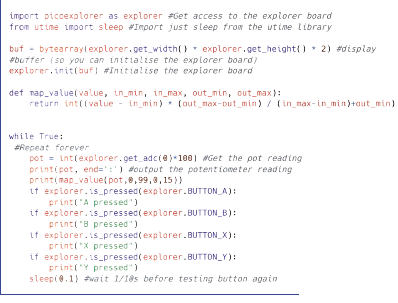 import picoexplorer as explorer #Get access to the explorer board
from utime import sleep #Import just sleep from the utime library
buf = bytearray(explorer.get_width() * explorer.get_height() * 2) #display
#buffer (so you can initialise the explorer board)
explorer.init(buf) #Initialise the explorer board
def map_value(value, in_min, in_max, out_min, out_max):
return int((value - in_min) * (out_max-out_min) / (in_max-in_min)+out_min)
while True:
#Repeat forever
pot = int(explorer.get_adc(0)*100) #Get the pot reading
print(pot, end=':') #output the potentiometer reading
print(map_value(pot,0,99,0,15))
if explorer.is_pressed(explorer.BUTTON_A):
print("A pressed")
if explorer.is_pressed(explorer.BUTTON_B):
print("B pressed")
if explorer.is_pressed(explorer.BUTTON_X):
print("X pressed")
if explorer.is_pressed(explorer.BUTTON_Y):
print("Y pressed")
sleep(0.1) #wait 1/10s before testing button again